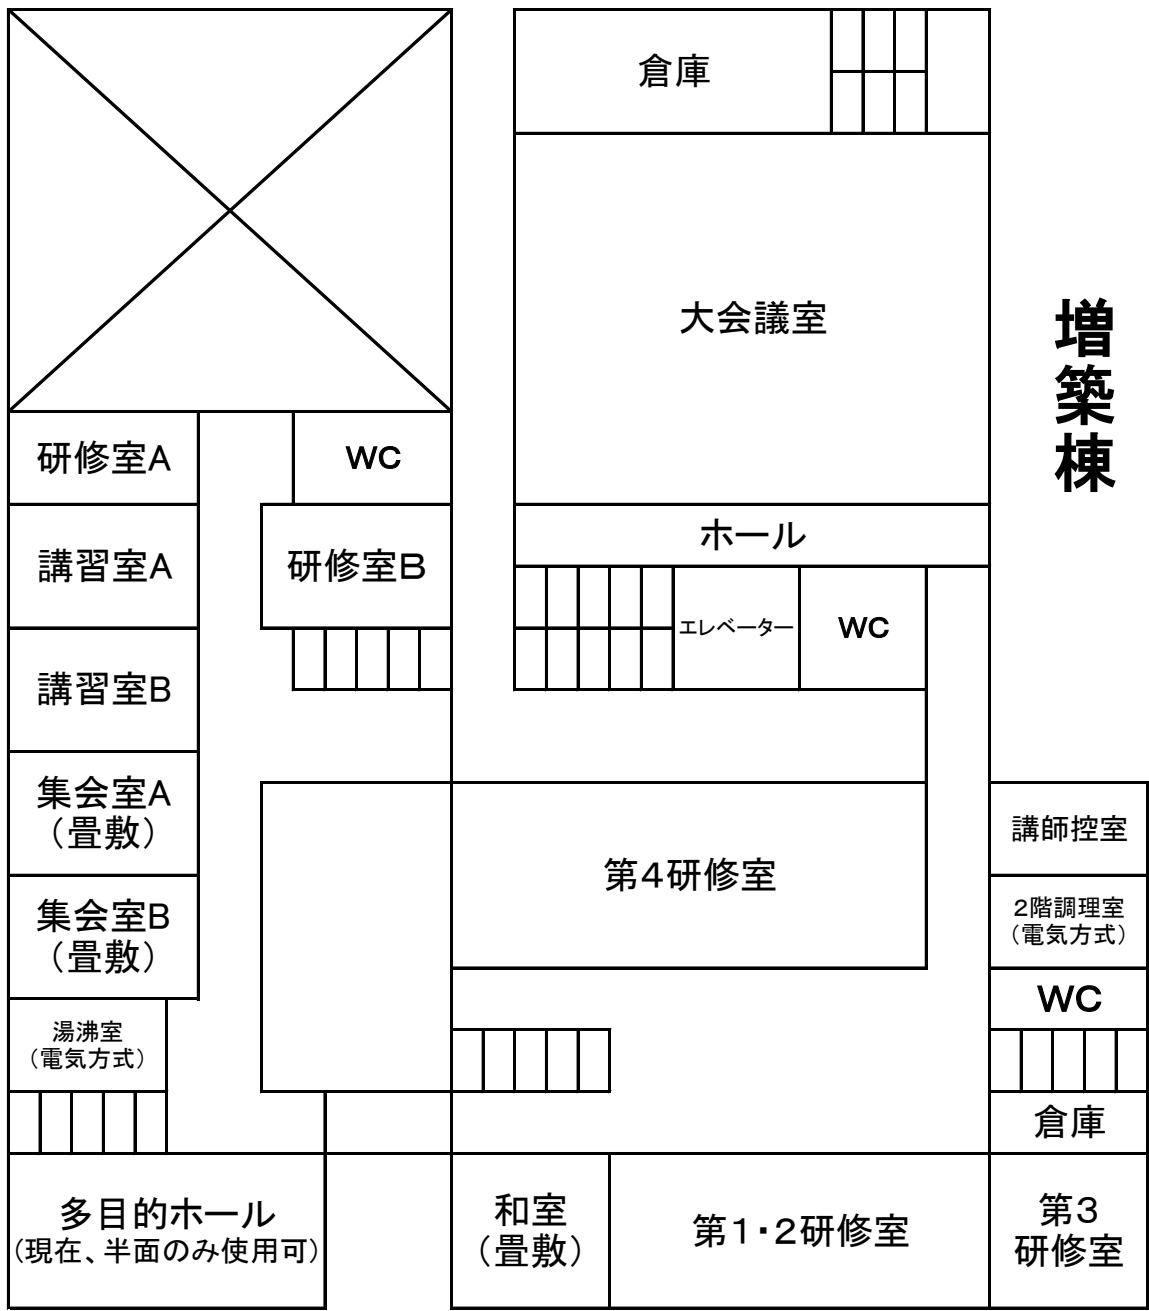 倉庫
大会議室
増築棟
研修室A
WC
講習室A
研修室B
ホール
エレベーター
WC
講習室B
集会室A
（畳敷）
第4研修室
講師控室
集会室B
（畳敷）
2階調理室
（電気方式）
WC
湯沸室
（電気方式）
倉庫
多目的ホール
（現在、半面のみ使用可）
和室
（畳敷）
第1・2研修室
第3
研修室